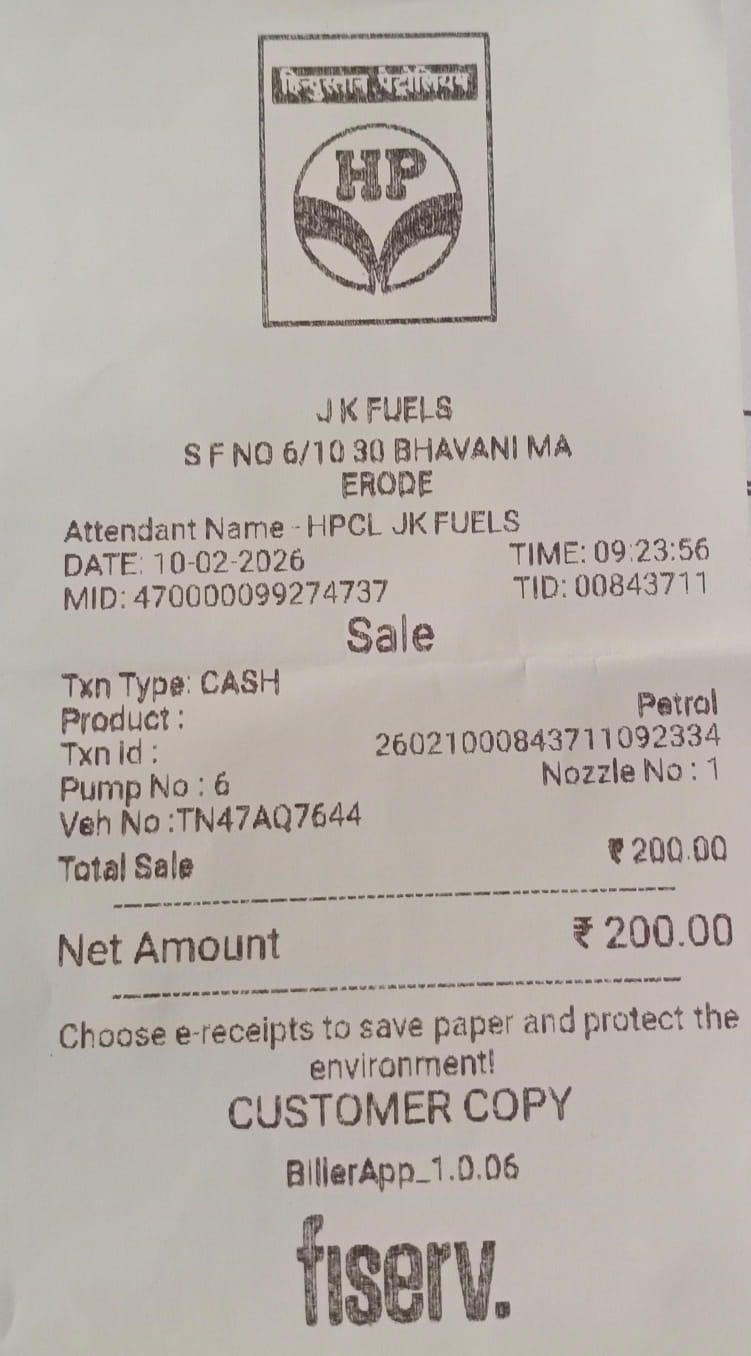 हिन्दुस्तान पेट्रोलियम
HP
J K FUELS
S F NO 6/10 30 BHAVANI MA
ERODE
Attendant Name - HPCL JK FUELS
DATE: 10-02-2026 TIME: 09:23:56
MID: 470000099274737 TID: 00843711
Sale
Txn Type: CASH
Product : Petrol
Txn id : 26021000843711092334
Pump No : 6 Nozzle No : 1
Veh No :TN47AQ7644
Total Sale ₹ 200.00
Net Amount ₹ 200.00
Choose e-receipts to save paper and protect the
environment!
CUSTOMER COPY
BillerApp_1.0.06
fiserv.